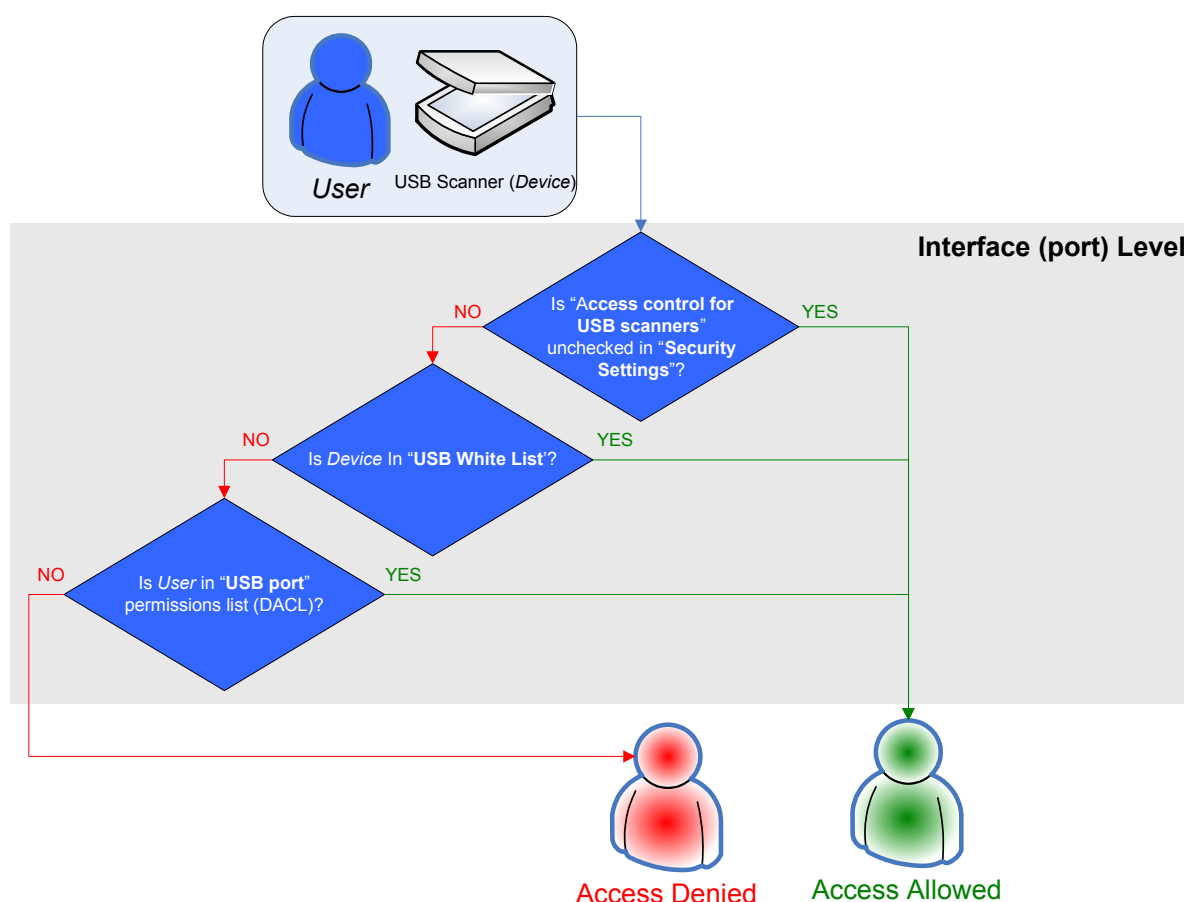 User
USB Scanner (Device)
Interface (port) Level
Is “Access control for
USB scanners”
unchecked in “Security
Settings”?
NO
YES
Is Device In “USB White List‘?
NO
YES
Is User in “USB port”
permissions list (DACL)?
NO
YES
Access Denied
Access Allowed